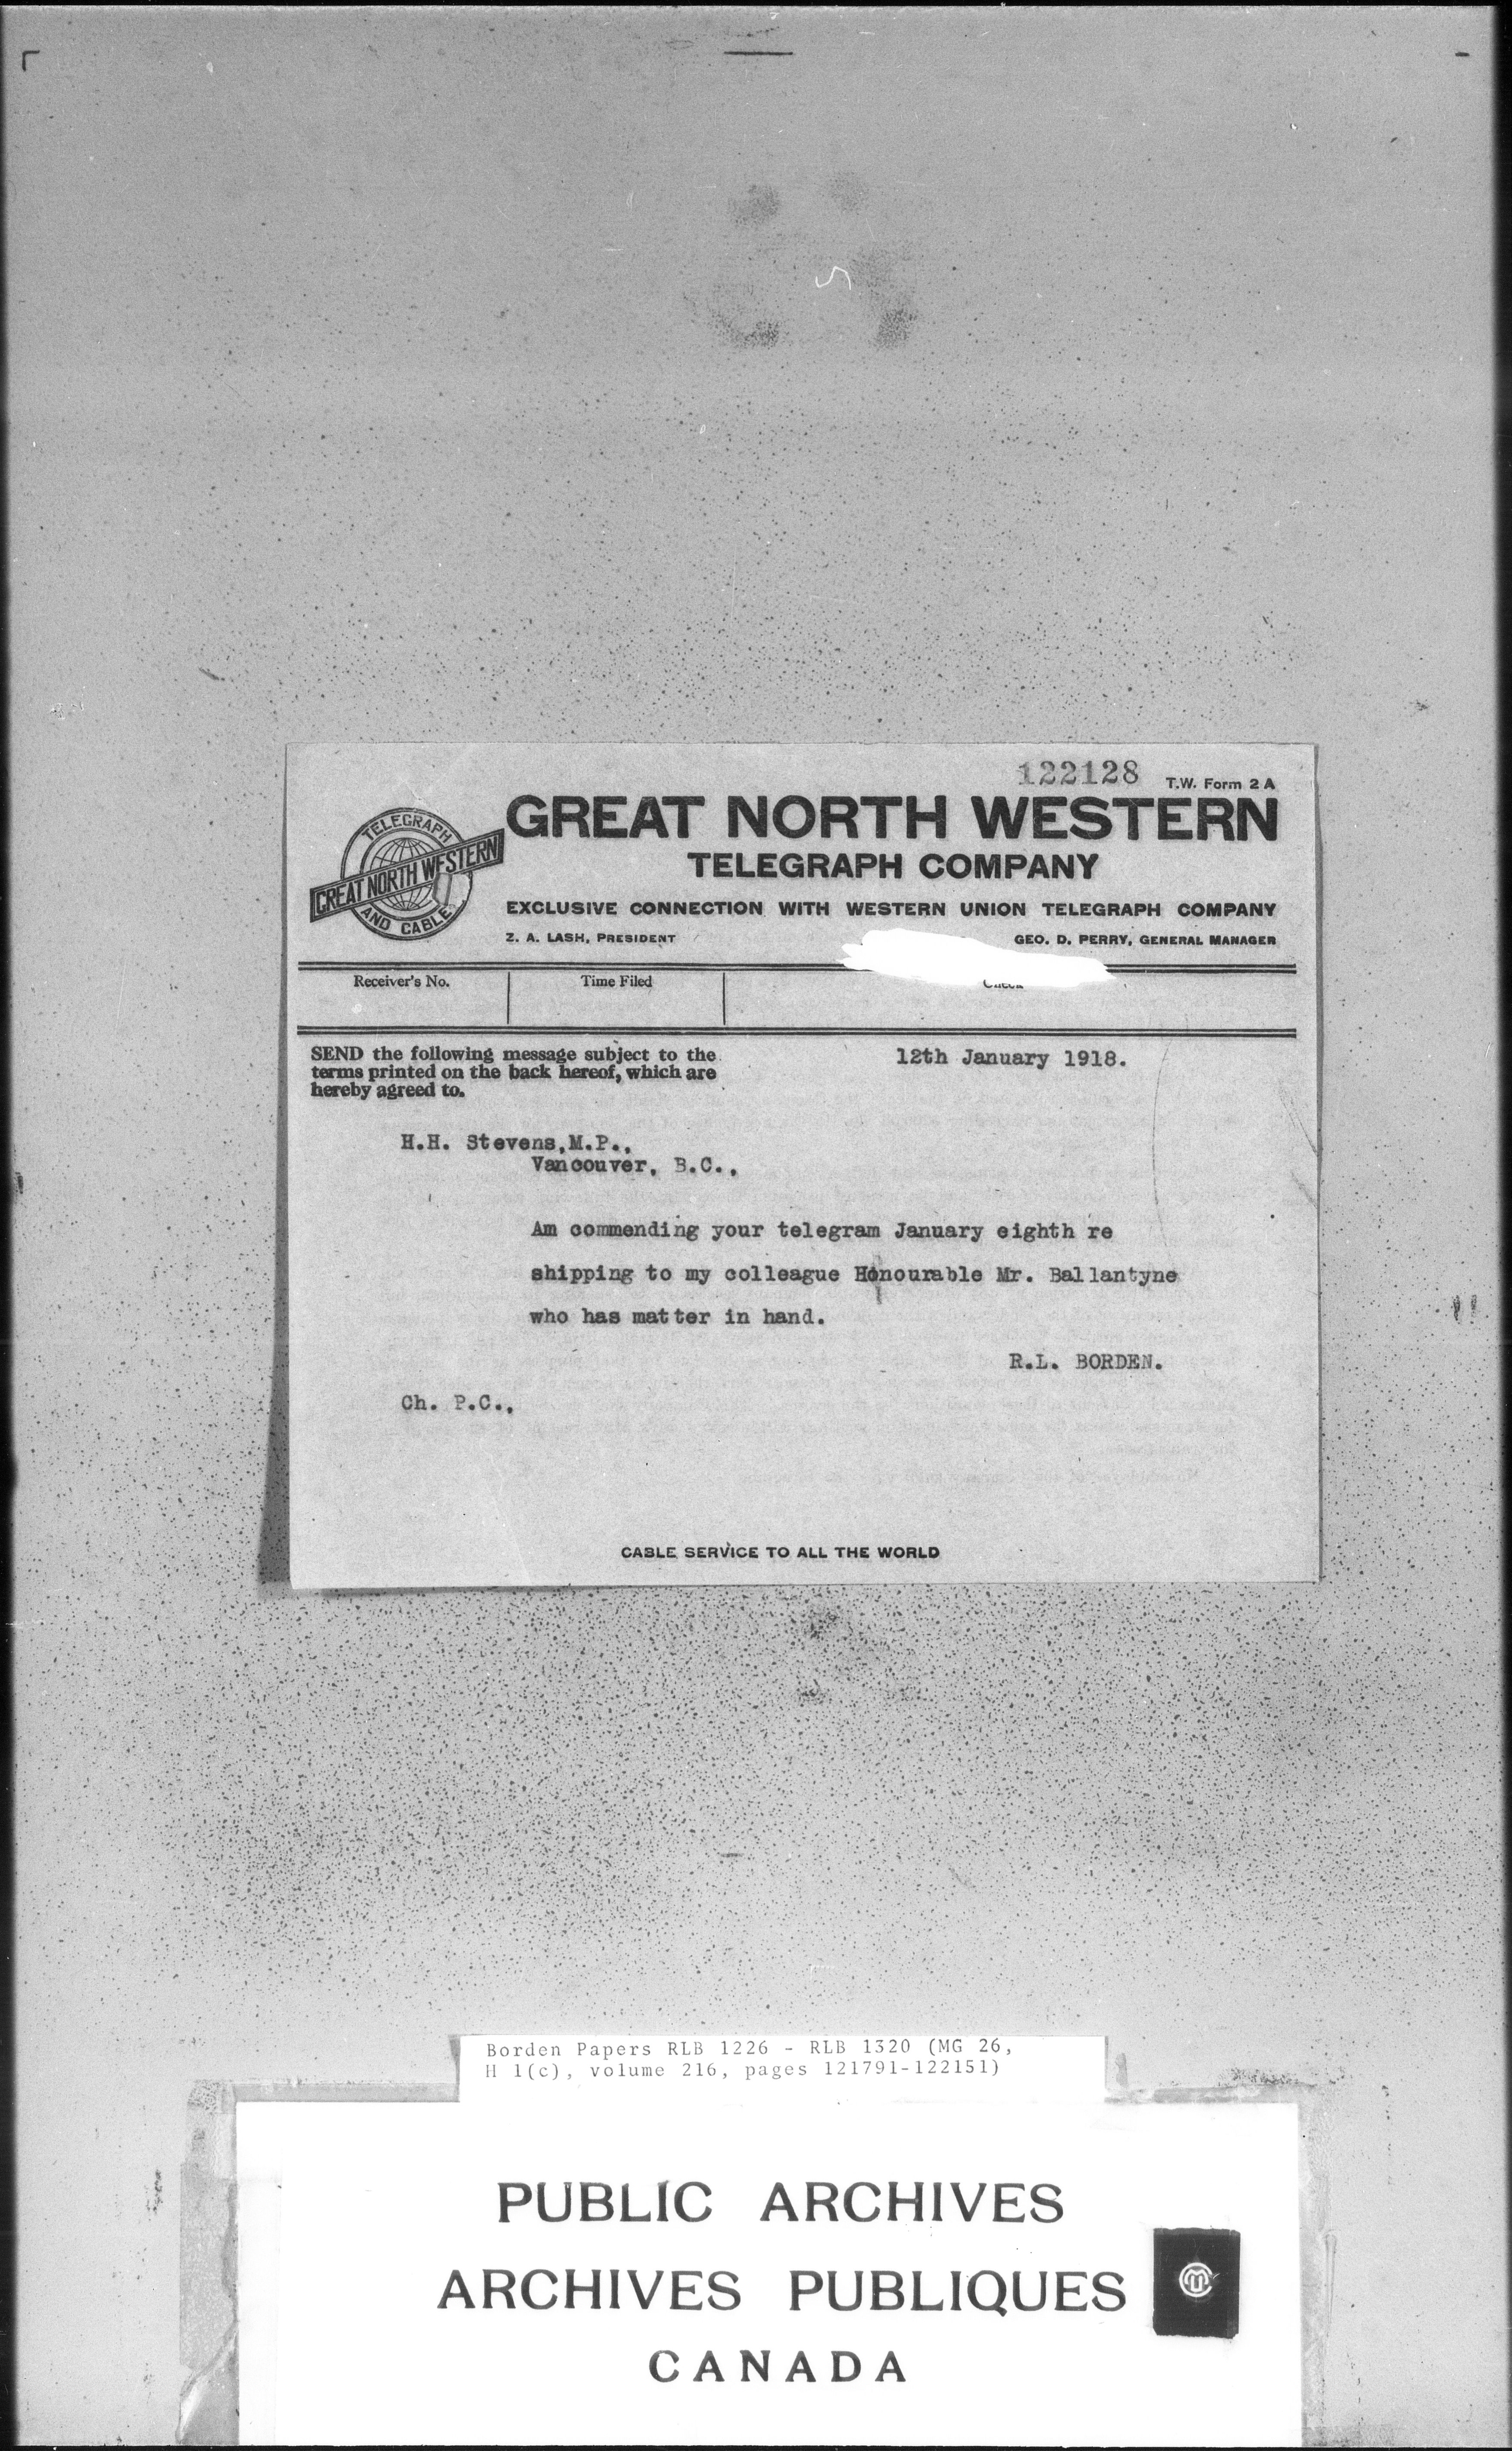 122128 T.W. Form 2 A
GREAT NORTH WESTERN
TELEGRAPH COMPANY
TELEGRAPH
GREAT NORTH WESTERN
AND CABLE
EXCLUSIVE CONNECTION WITH WESTERN UNION TELEGRAPH COMPANY
Z. A. LASH, PRESIDENT GEO. D. PERRY, GENERAL MANAGER
Receiver's No. Time Filed Check
SEND the following message subject to the
terms printed on the back hereof, which are
hereby agreed to.
12th January 1918.
H.H. Stevens,M.P.,
Vancouver, B.C.,
Am commending your telegram January eighth re
shipping to my colleague Honourable Mr. Ballantyne
who has matter in hand.
R.L. BORDEN.
Ch. P.C.,
CABLE SERVICE TO ALL THE WORLD
Borden Papers RLB 1226 - RLB 1320 (MG 26,
H 1(c), volume 216, pages 121791-122151)
PUBLIC ARCHIVES
ARCHIVES PUBLIQUES
CANADA